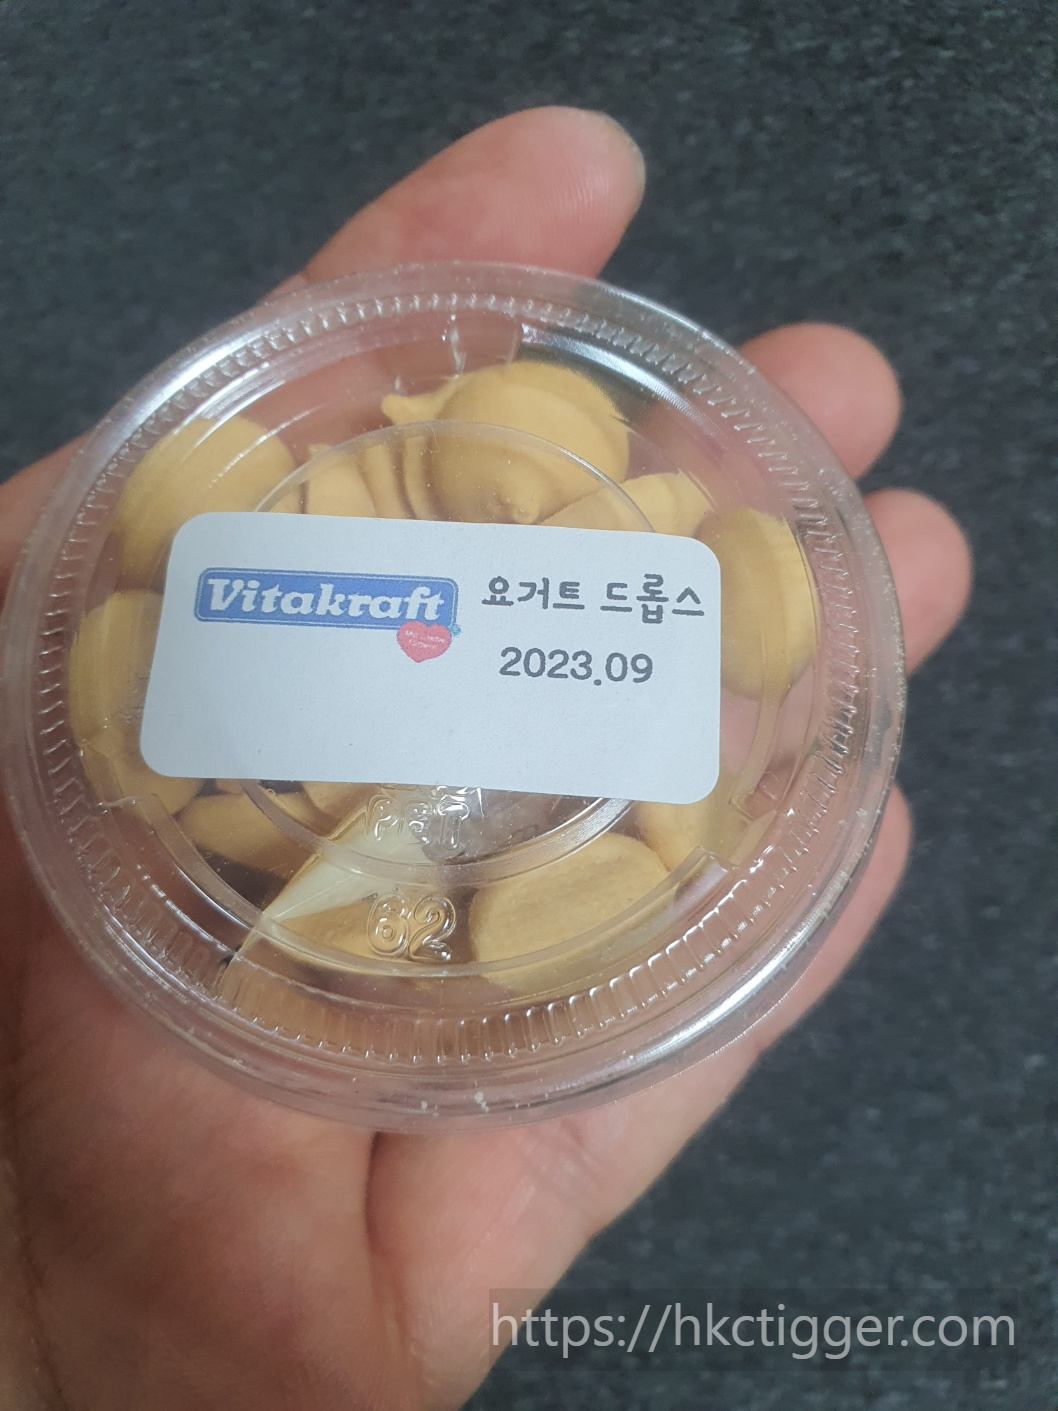 Vitakraft
요거트 드롭스
2023.09
PET
62
https://hkctigger.com